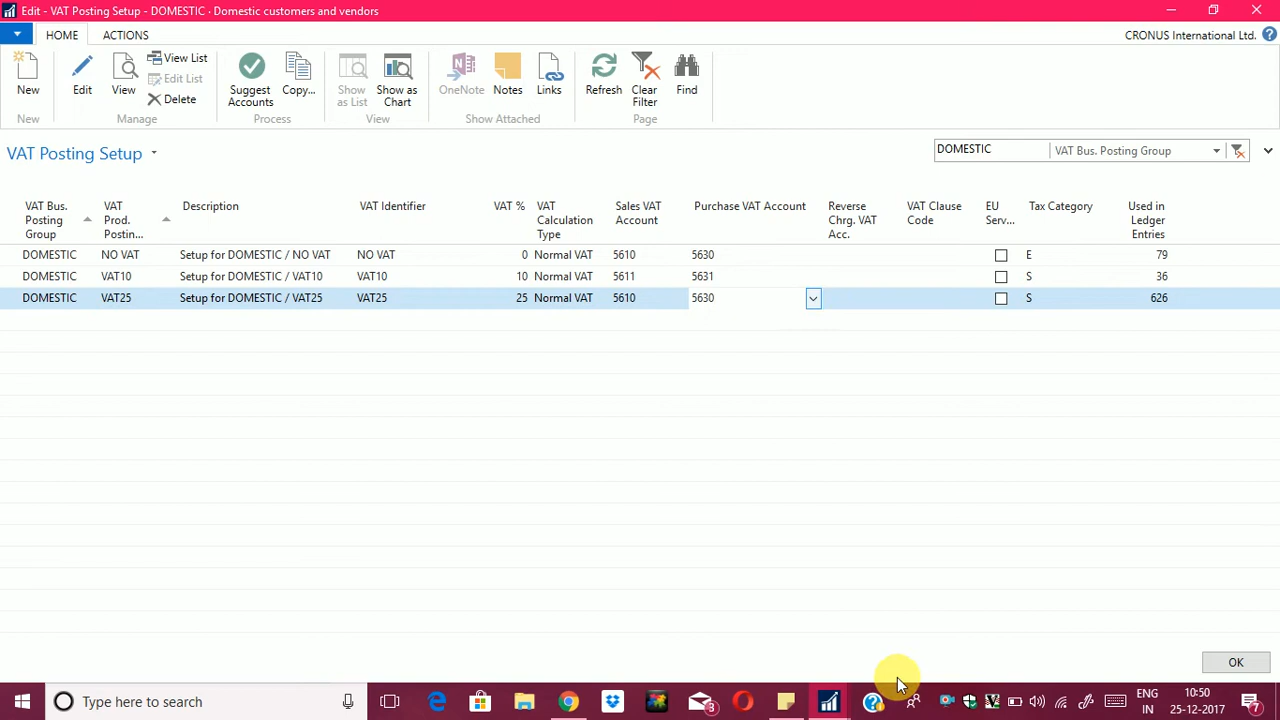 Edit - VAT Posting Setup - DOMESTIC · Domestic customers and vendors
HOME ACTIONS
CRONUS International Ltd.
New
Edit
View
View List
Edit List
Delete
Suggest
Accounts
Copy...
Show
as List
Show as
Chart
OneNote
Notes
Links
Refresh
Clear
Filter
Find
New Manage Process View Show Attached Page
VAT Posting Setup
DOMESTIC VAT Bus. Posting Group
VAT Bus.
Posting
Group
VAT
Prod.
Postin...
Description
VAT Identifier
VAT %
VAT
Calculation
Type
Sales VAT
Account
Purchase VAT Account
Reverse
Chrg. VAT
Acc.
VAT Clause
Code
EU
Serv...
Tax Category
Used in
Ledger
Entries
DOMESTIC NO VAT Setup for DOMESTIC / NO VAT NO VAT 0 Normal VAT 5610 5630 E 79
DOMESTIC VAT10 Setup for DOMESTIC / VAT10 VAT10 10 Normal VAT 5611 5631 S 36
DOMESTIC VAT25 Setup for DOMESTIC / VAT25 VAT25 25 Normal VAT 5610 5630 S 626
OK
Type here to search
3
ENG
IN
10:50
25-12-2017
7